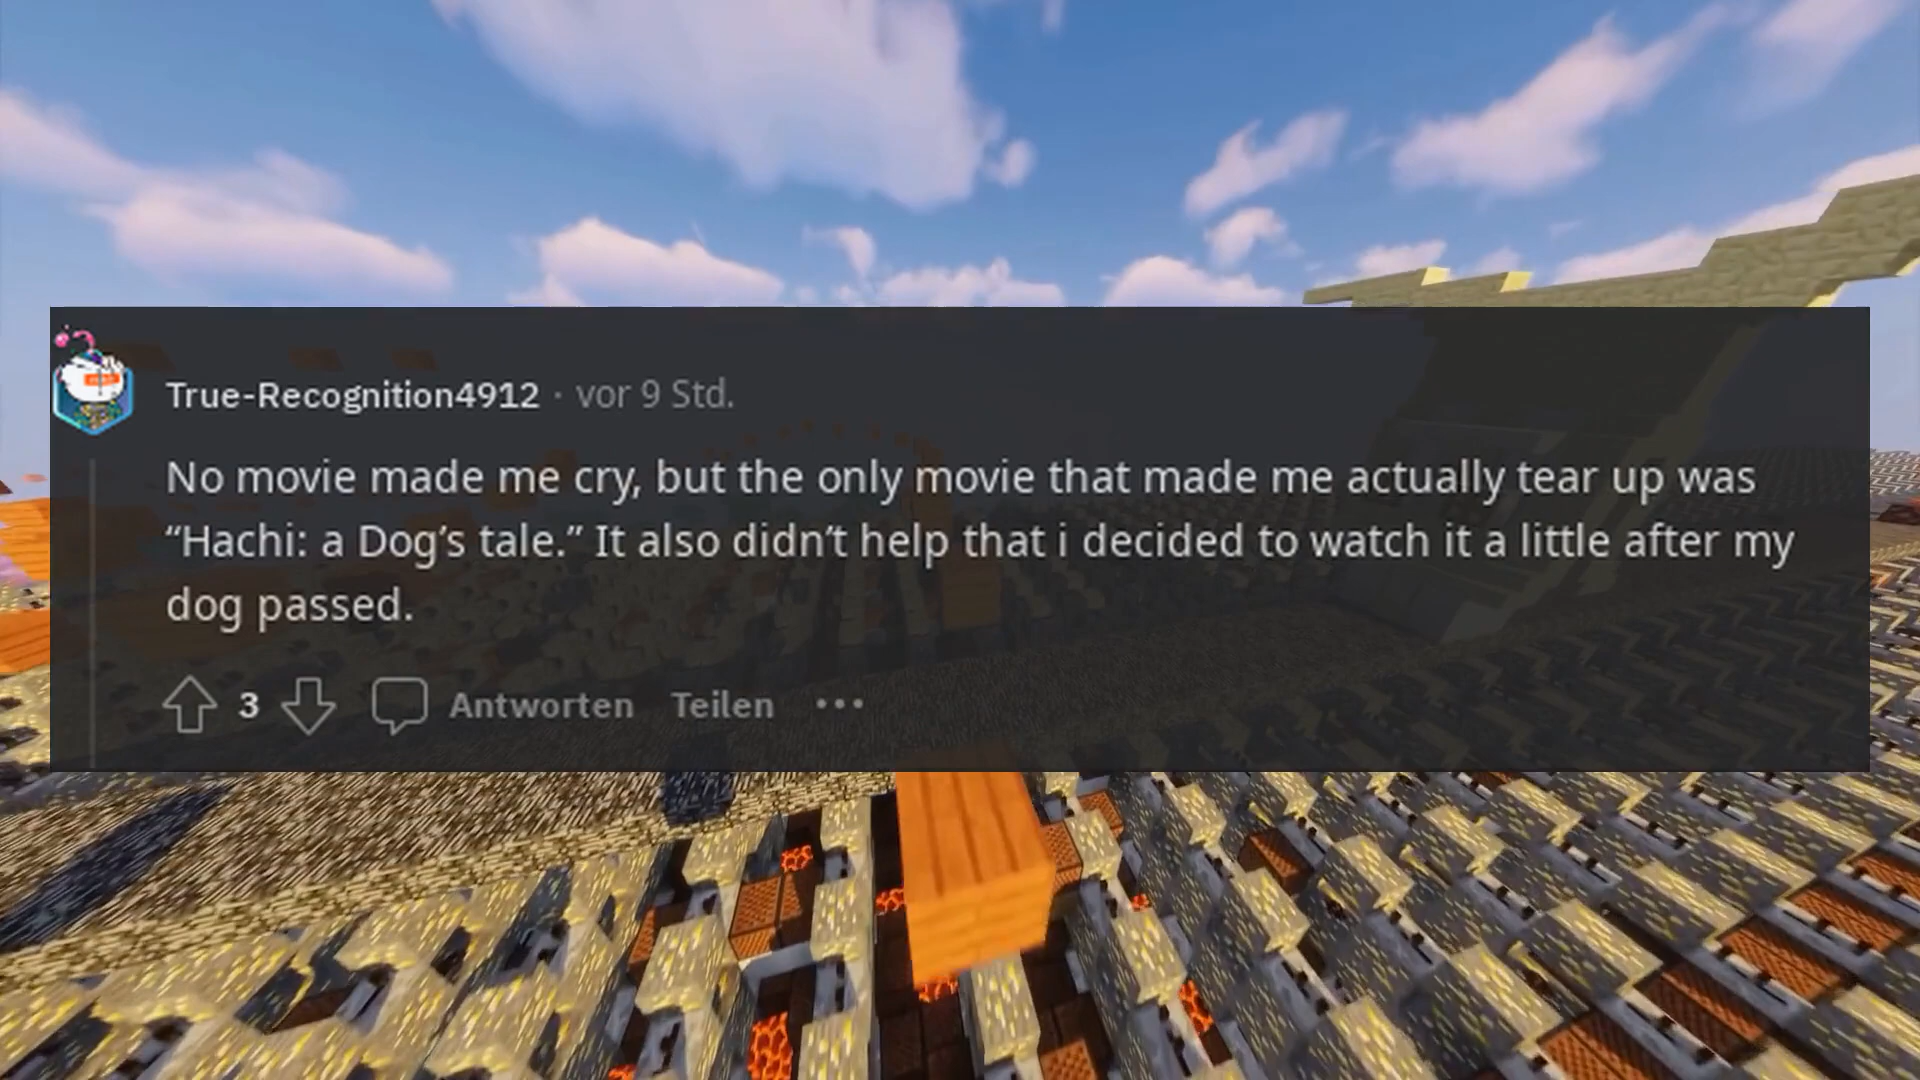 True-Recognition4912 · vor 9 Std.
No movie made me cry, but the only movie that made me actually tear up was
“Hachi: a Dog’s tale.” It also didn’t help that i decided to watch it a little after my
dog passed.
3 Antworten Teilen •••